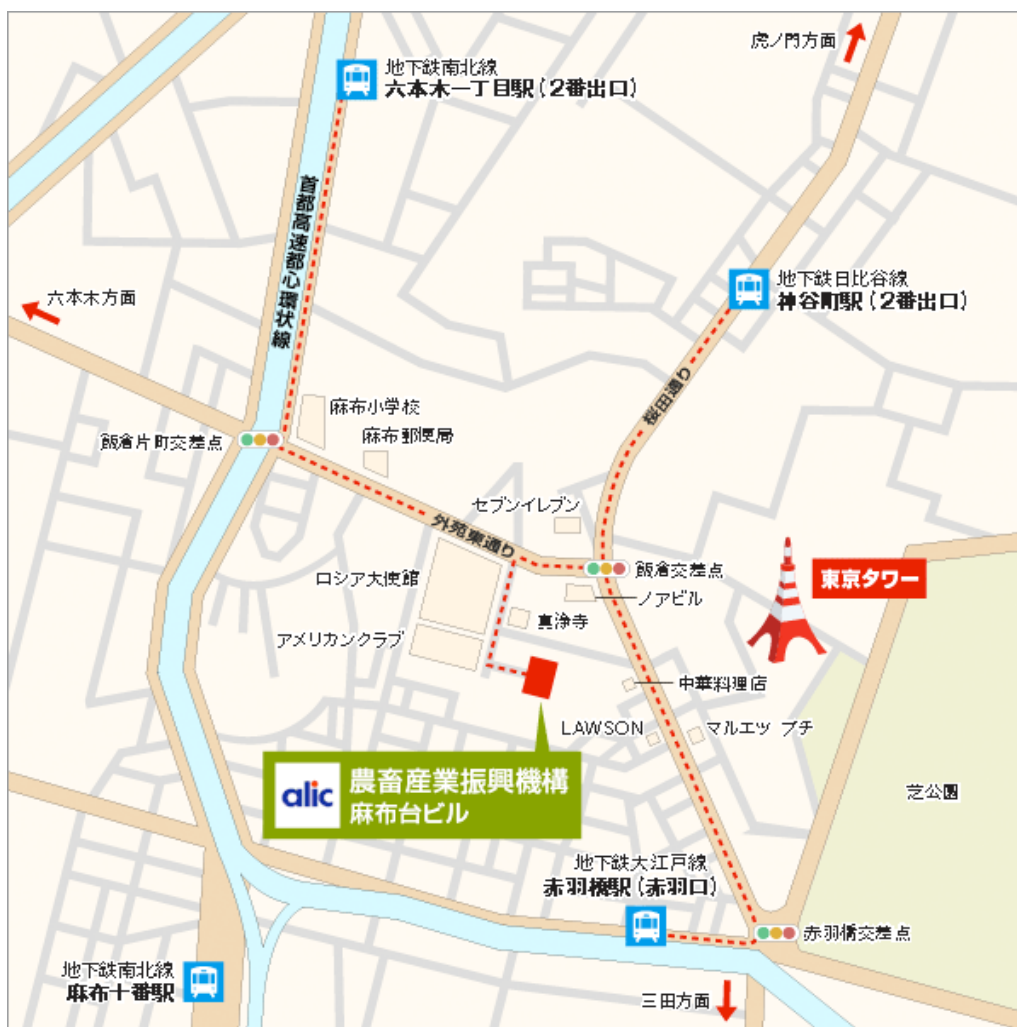 虎ノ門方面
地下鉄南北線
六本木一丁目駅(2番出口)
首都高速都心環状線
地下鉄日比谷線
神谷町駅(2番出口)
六本木方面
桜田通り
麻布小学校
麻布郵便局
飯倉片町交差点
セブンイレブン
外苑東通り
飯倉交差点
東京タワー
ロシア大使館
ノアビル
真浄寺
アメリカンクラブ
中華料理店
LAWSON
マルエツ プチ
alic
農畜産業振興機構
麻布台ビル
芝公園
地下鉄大江戸線
赤羽橋駅(赤羽口)
赤羽橋交差点
地下鉄南北線
麻布十番駅
三田方面